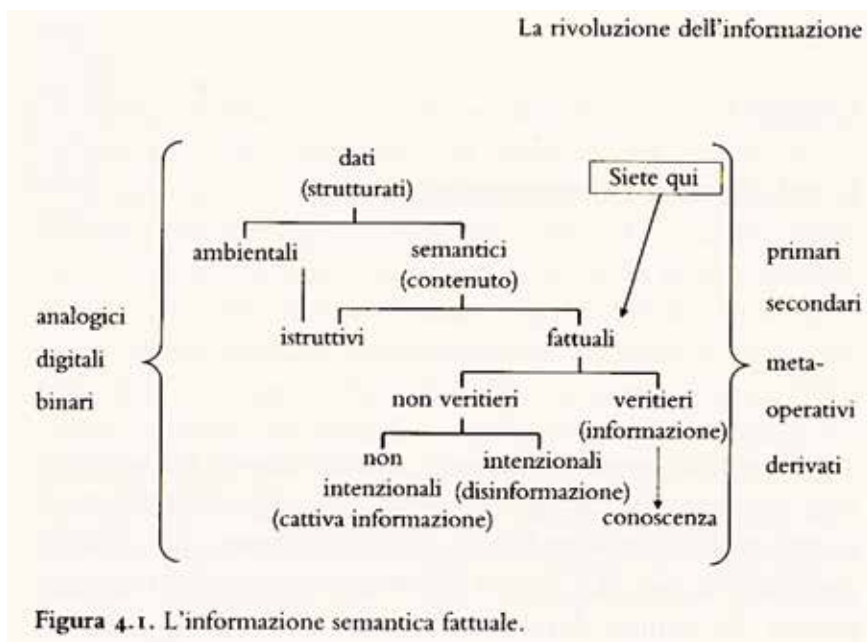 La rivoluzione dell'informazione
dati
(strutturati)
Siete qui
ambientali
semantici
(contenuto)
primari
secondari
analogici
digitali
binari
istruttivi
fattuali
meta-
operativi
derivati
non veritieri
veritieri
(informazione)
non
intenzionali
(cattiva informazione)
intenzionali
(disinformazione)
conoscenza
Figura 4.1. L'informazione semantica fattuale.